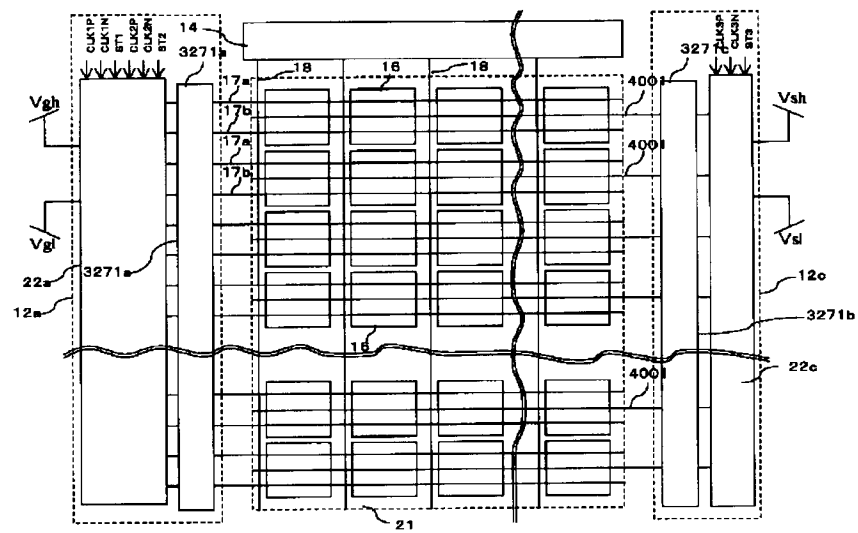 14
CLK1P
CLK1N
ST1
CLK2P
CLK2N
ST2
CLK3P
CLK3N
ST3
3271a
18
16
18
3271
17a
17b
17a
17b
4001
4001
Vgh
Vgl
Vsh
Vsl
3271a
22a
12a
12c
3271b
16
4001
22c
21